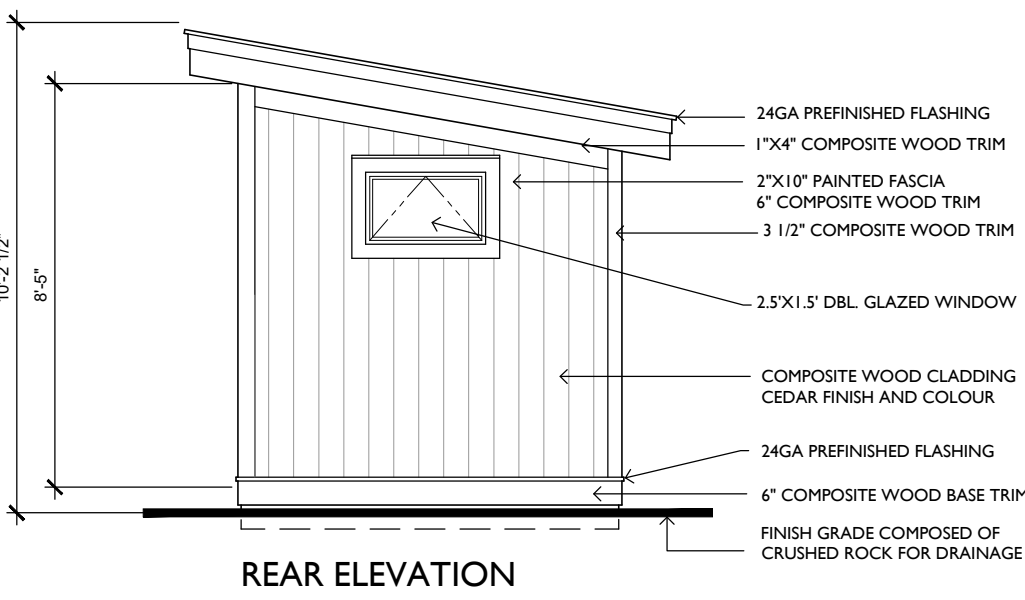 24GA PREFINISHED FLASHING
1"X4" COMPOSITE WOOD TRIM
2"X10" PAINTED FASCIA
6" COMPOSITE WOOD TRIM
3 1/2" COMPOSITE WOOD TRIM
10'-2 1/2"
8'-5"
2.5'X1.5' DBL. GLAZED WINDOW
COMPOSITE WOOD CLADDING
CEDAR FINISH AND COLOUR
24GA PREFINISHED FLASHING
6" COMPOSITE WOOD BASE TRIM
FINISH GRADE COMPOSED OF
CRUSHED ROCK FOR DRAINAGE
REAR ELEVATION